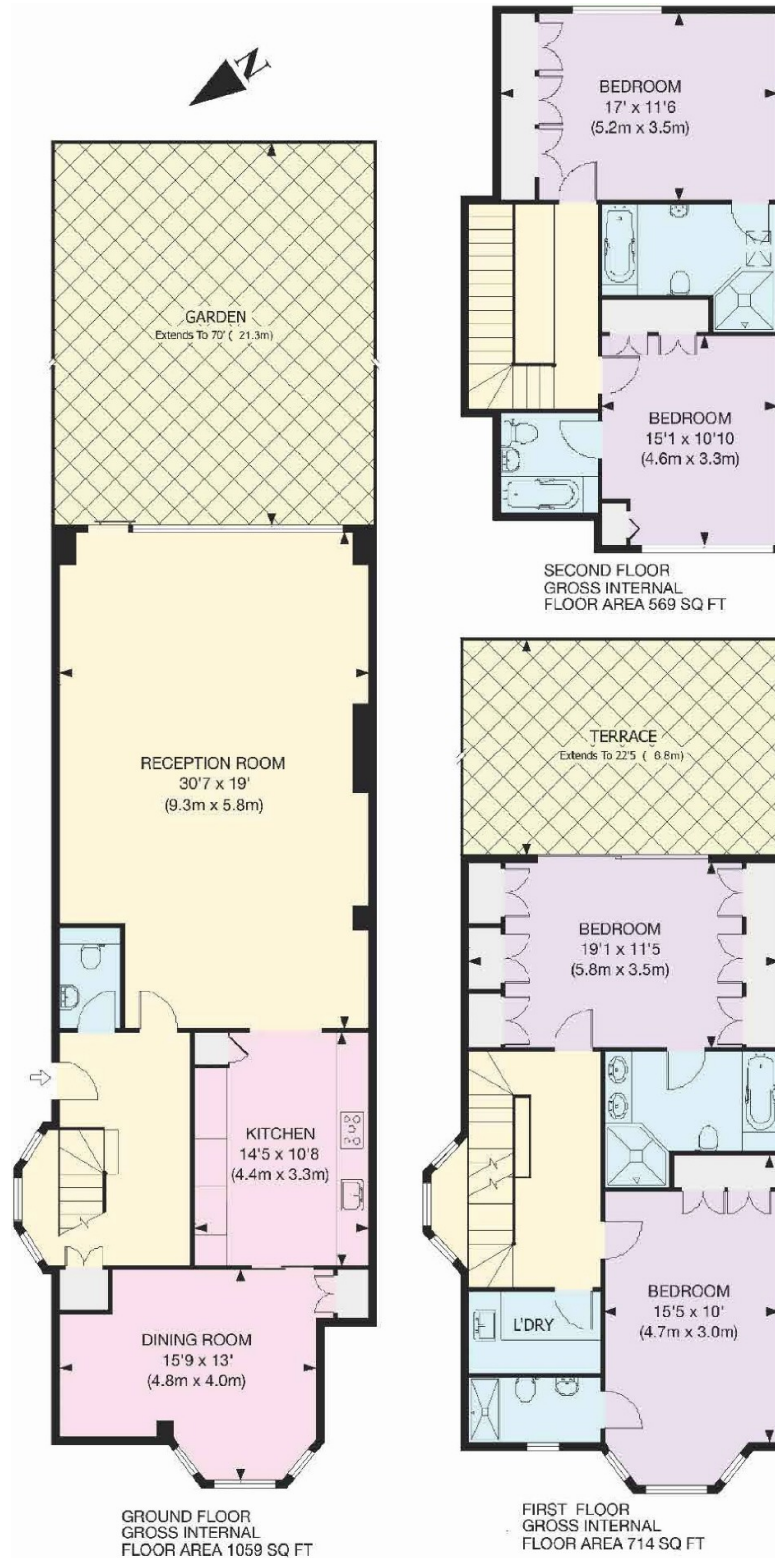 N
GARDEN
Extends To 70' ( 21.3m)
RECEPTION ROOM
30'7 x 19'
(9.3m x 5.8m)
KITCHEN
14'5 x 10'8
(4.4m x 3.3m)
DINING ROOM
15'9 x 13'
(4.8m x 4.0m)
GROUND FLOOR
GROSS INTERNAL
FLOOR AREA 1059 SQ FT
BEDROOM
17' x 11'6
(5.2m x 3.5m)
BEDROOM
15'1 x 10'10
(4.6m x 3.3m)
SECOND FLOOR
GROSS INTERNAL
FLOOR AREA 569 SQ FT
TERRACE
Extends To 22'5 ( 6.8m)
BEDROOM
19'1 x 11'5
(5.8m x 3.5m)
L'DRY
BEDROOM
15'5 x 10'
(4.7m x 3.0m)
FIRST FLOOR
GROSS INTERNAL
FLOOR AREA 714 SQ FT